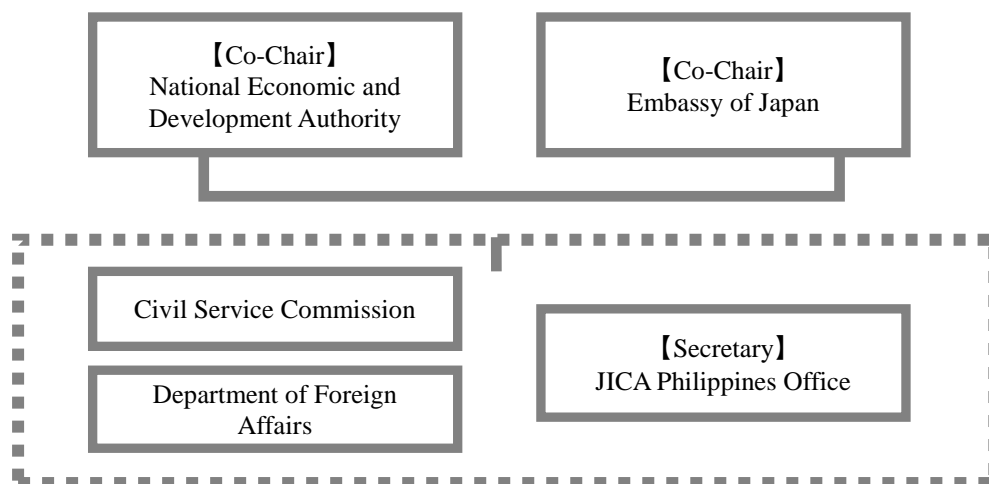 【Co-Chair】
National Economic and
Development Authority
【Co-Chair】
Embassy of Japan
Civil Service Commission
Department of Foreign
Affairs
【Secretary】
JICA Philippines Office